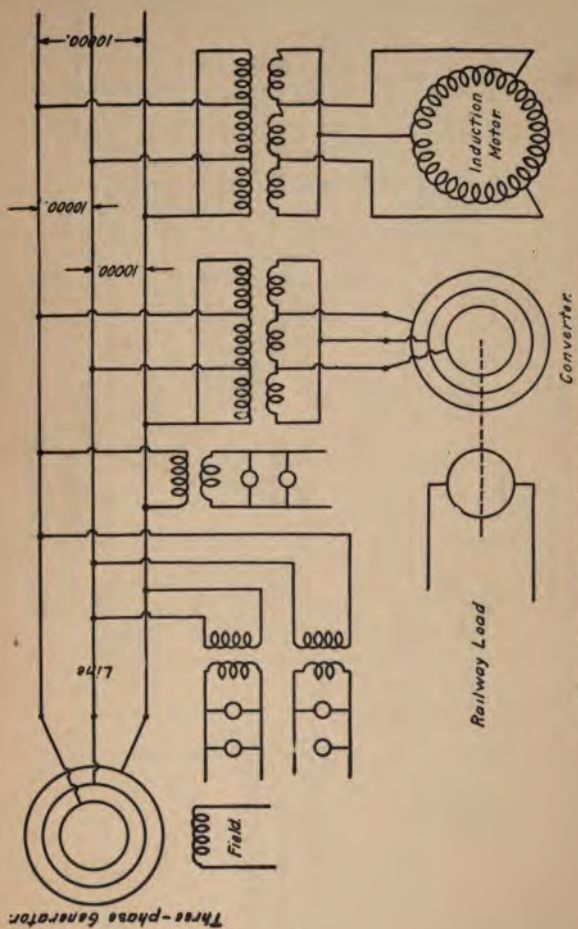 Three-phase Generator.
Field.
Line
10000.
10000.
10000.
Induction
Motor.
Converter.
Railway Load